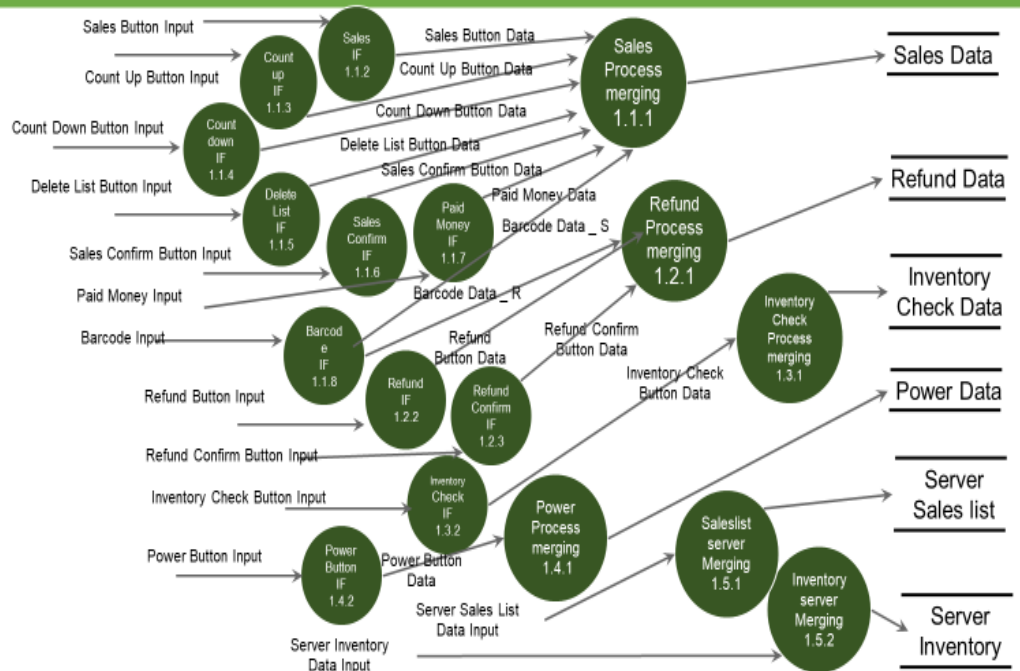 Sales Button Input
Sales
IF
1.1.2
Sales Button Data
Sales
Process
merging
1.1.1
Sales Data
Count Up Button Input
Count
up
IF
1.1.3
Count Up Button Data
Count Down Button Input
Count
down
IF
1.1.4
Count Down Button Data
Delete List Button Input
Delete
List
IF
1.1.5
Delete List Button Data
Sales Confirm Button Input
Sales
Confirm
IF
1.1.6
Sales Confirm Button Data
Paid Money Input
Paid
Money
IF
1.1.7
Paid Money Data
Barcode Data _ S
Refund
Process
merging
1.2.1
Refund Data
Barcode Input
Barcod
e
IF
1.1.8
Barcode Data _ R
Refund Button Input
Refund
IF
1.2.2
Refund
Button Data
Refund Confirm Button Input
Refund
Confirm
IF
1.2.3
Refund Confirm
Button Data
Inventory
Check
Process
merging
1.3.1
Inventory
Check Data
Inventory Check Button Input
Inventory
Check
IF
1.3.2
Inventory Check
Button Data
Power Button Input
Power
Button
IF
1.4.2
Power Button
Data
Power
Process
merging
1.4.1
Power Data
Server Sales List
Data Input
Saleslist
server
Merging
1.5.1
Server
Sales list
Server Inventory
Data Input
Inventory
server
Merging
1.5.2
Server
Inventory